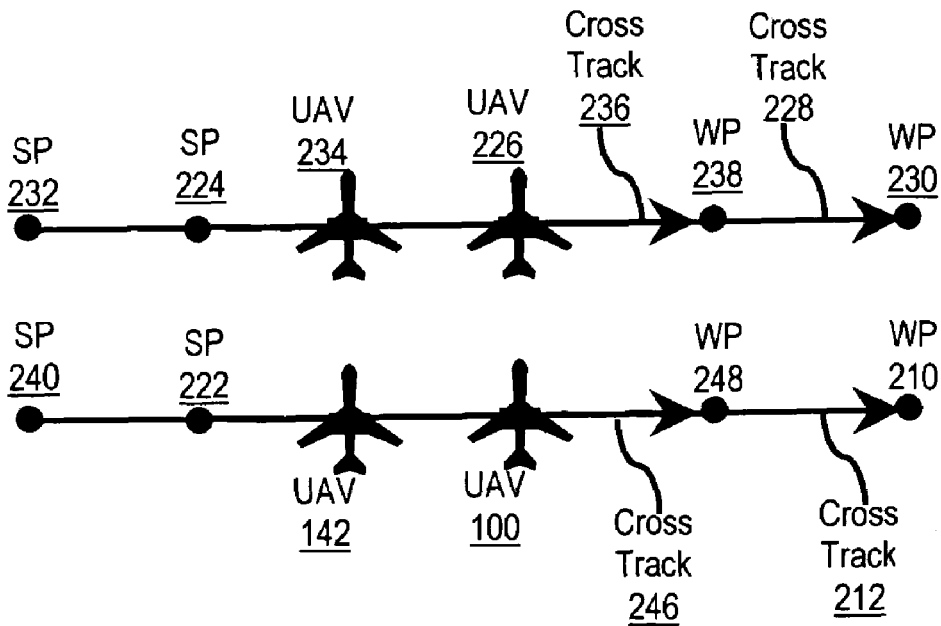 Cross
Track
236
Cross
Track
228
UAV
234
UAV
226
SP
232
SP
224
WP
238
WP
230
SP
240
SP
222
WP
248
WP
210
UAV
142
UAV
100
Cross
Track
246
Cross
Track
212